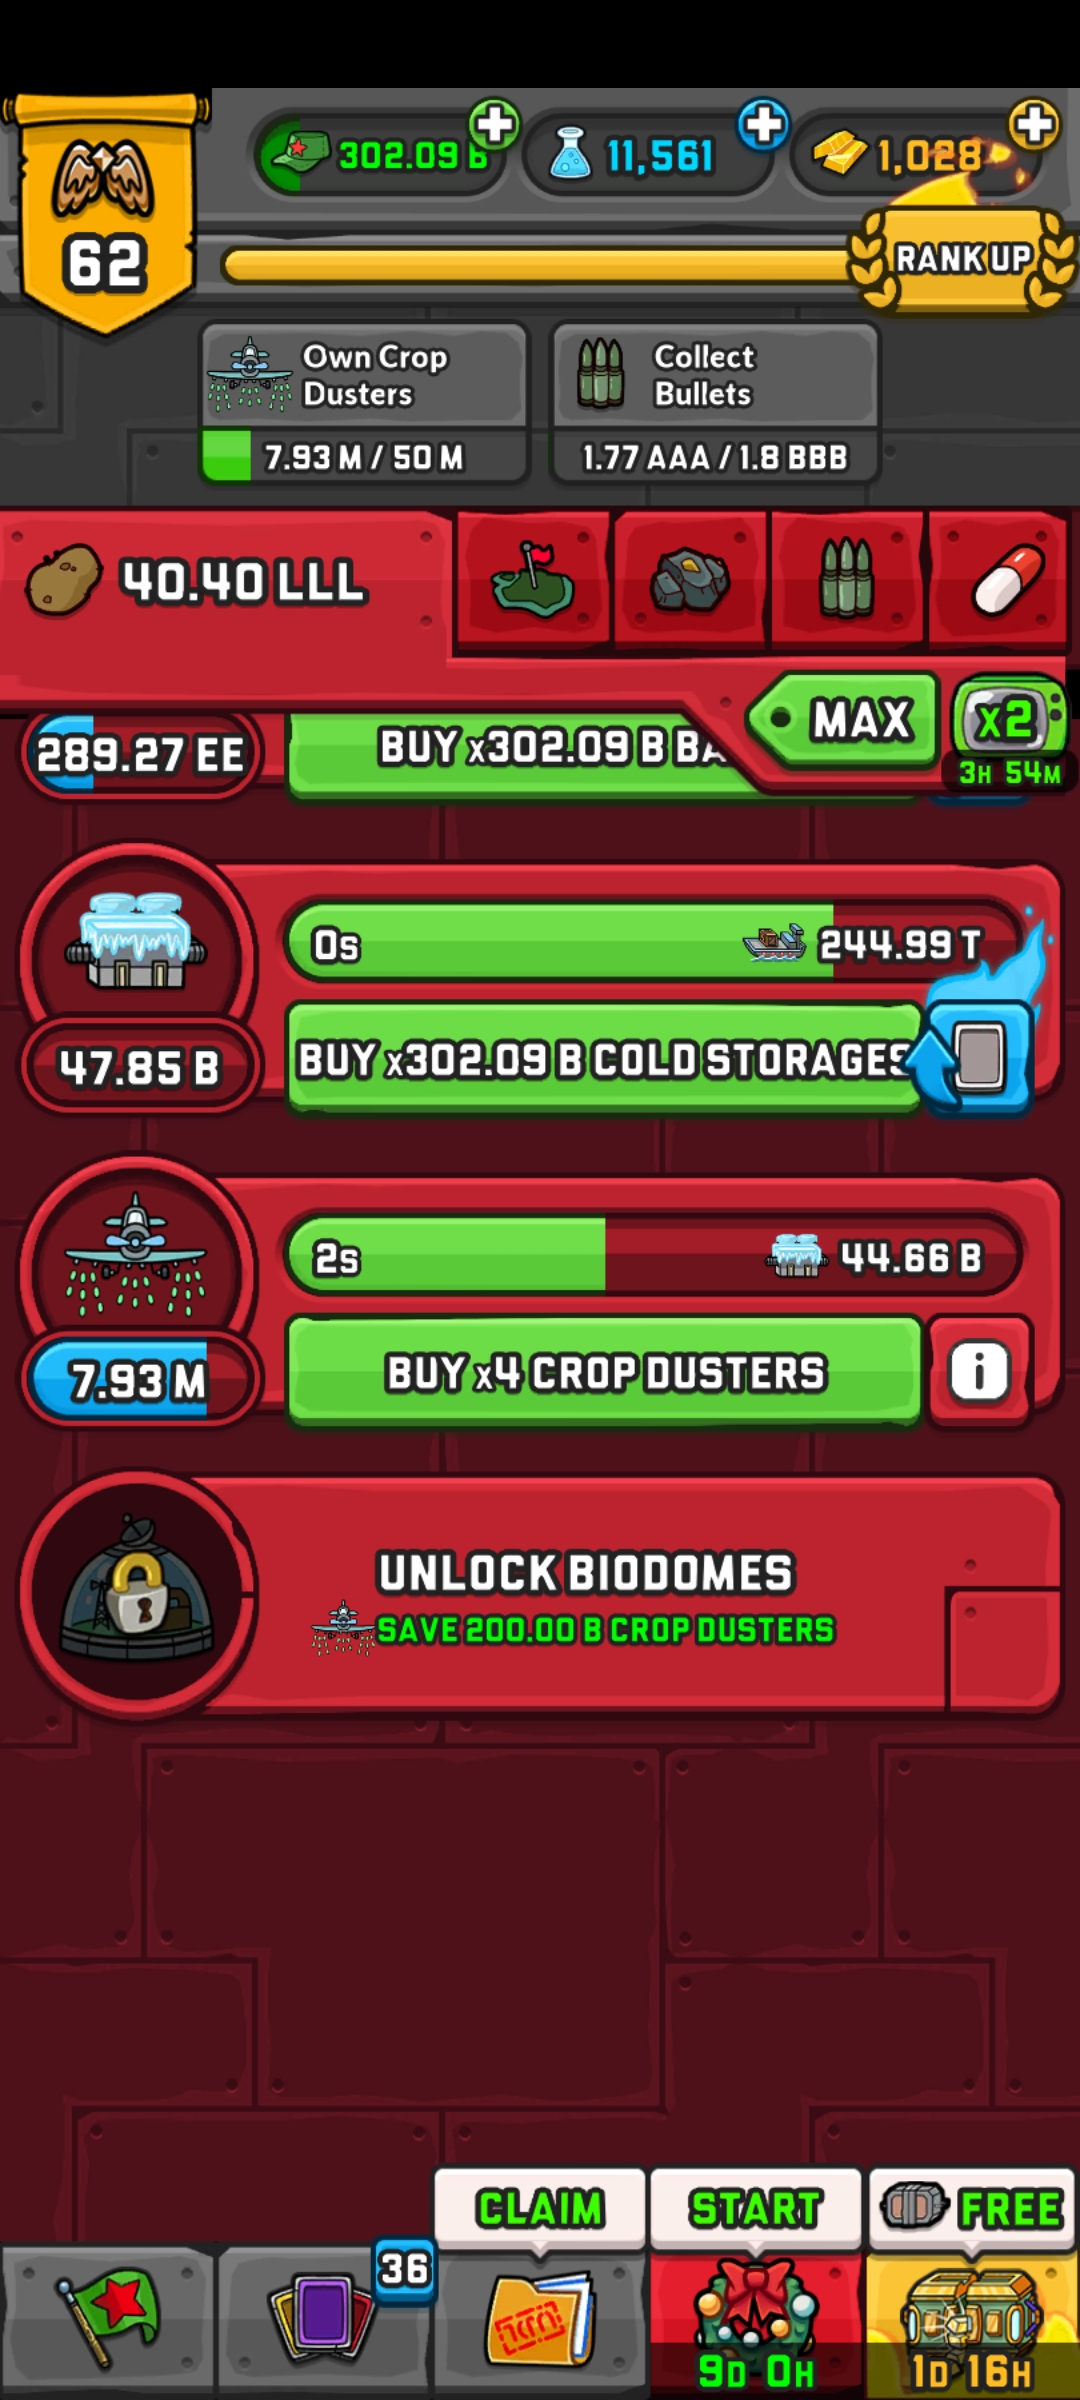 302.09 B
11,561
1,028
62
RANK UP
Own Crop
Dusters
7.93 M / 50 M
Collect
Bullets
1.77 AAA / 1.8 BBB
40.40 LLL
MAX
x2
3H 54M
289.27 EE
BUY x302.09 B BA
0s
244.99 T
47.85 B
BUY x302.09 B COLD STORAGES
2s
44.66 B
7.93 M
BUY x4 CROP DUSTERS
i
UNLOCK BIODOMES
SAVE 200.00 B CROP DUSTERS
CLAIM
START
FREE
36
9D 0H
1D 16H